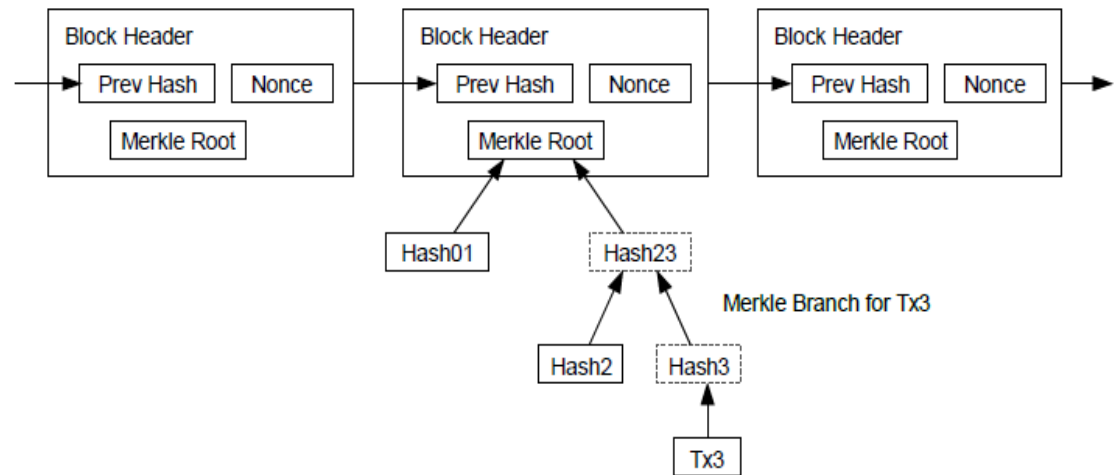 Block Header
Block Header
Block Header
Prev Hash
Nonce
Prev Hash
Nonce
Prev Hash
Nonce
Merkle Root
Merkle Root
Merkle Root
Hash01
Hash23
Merkle Branch for Tx3
Hash2
Hash3
Tx3